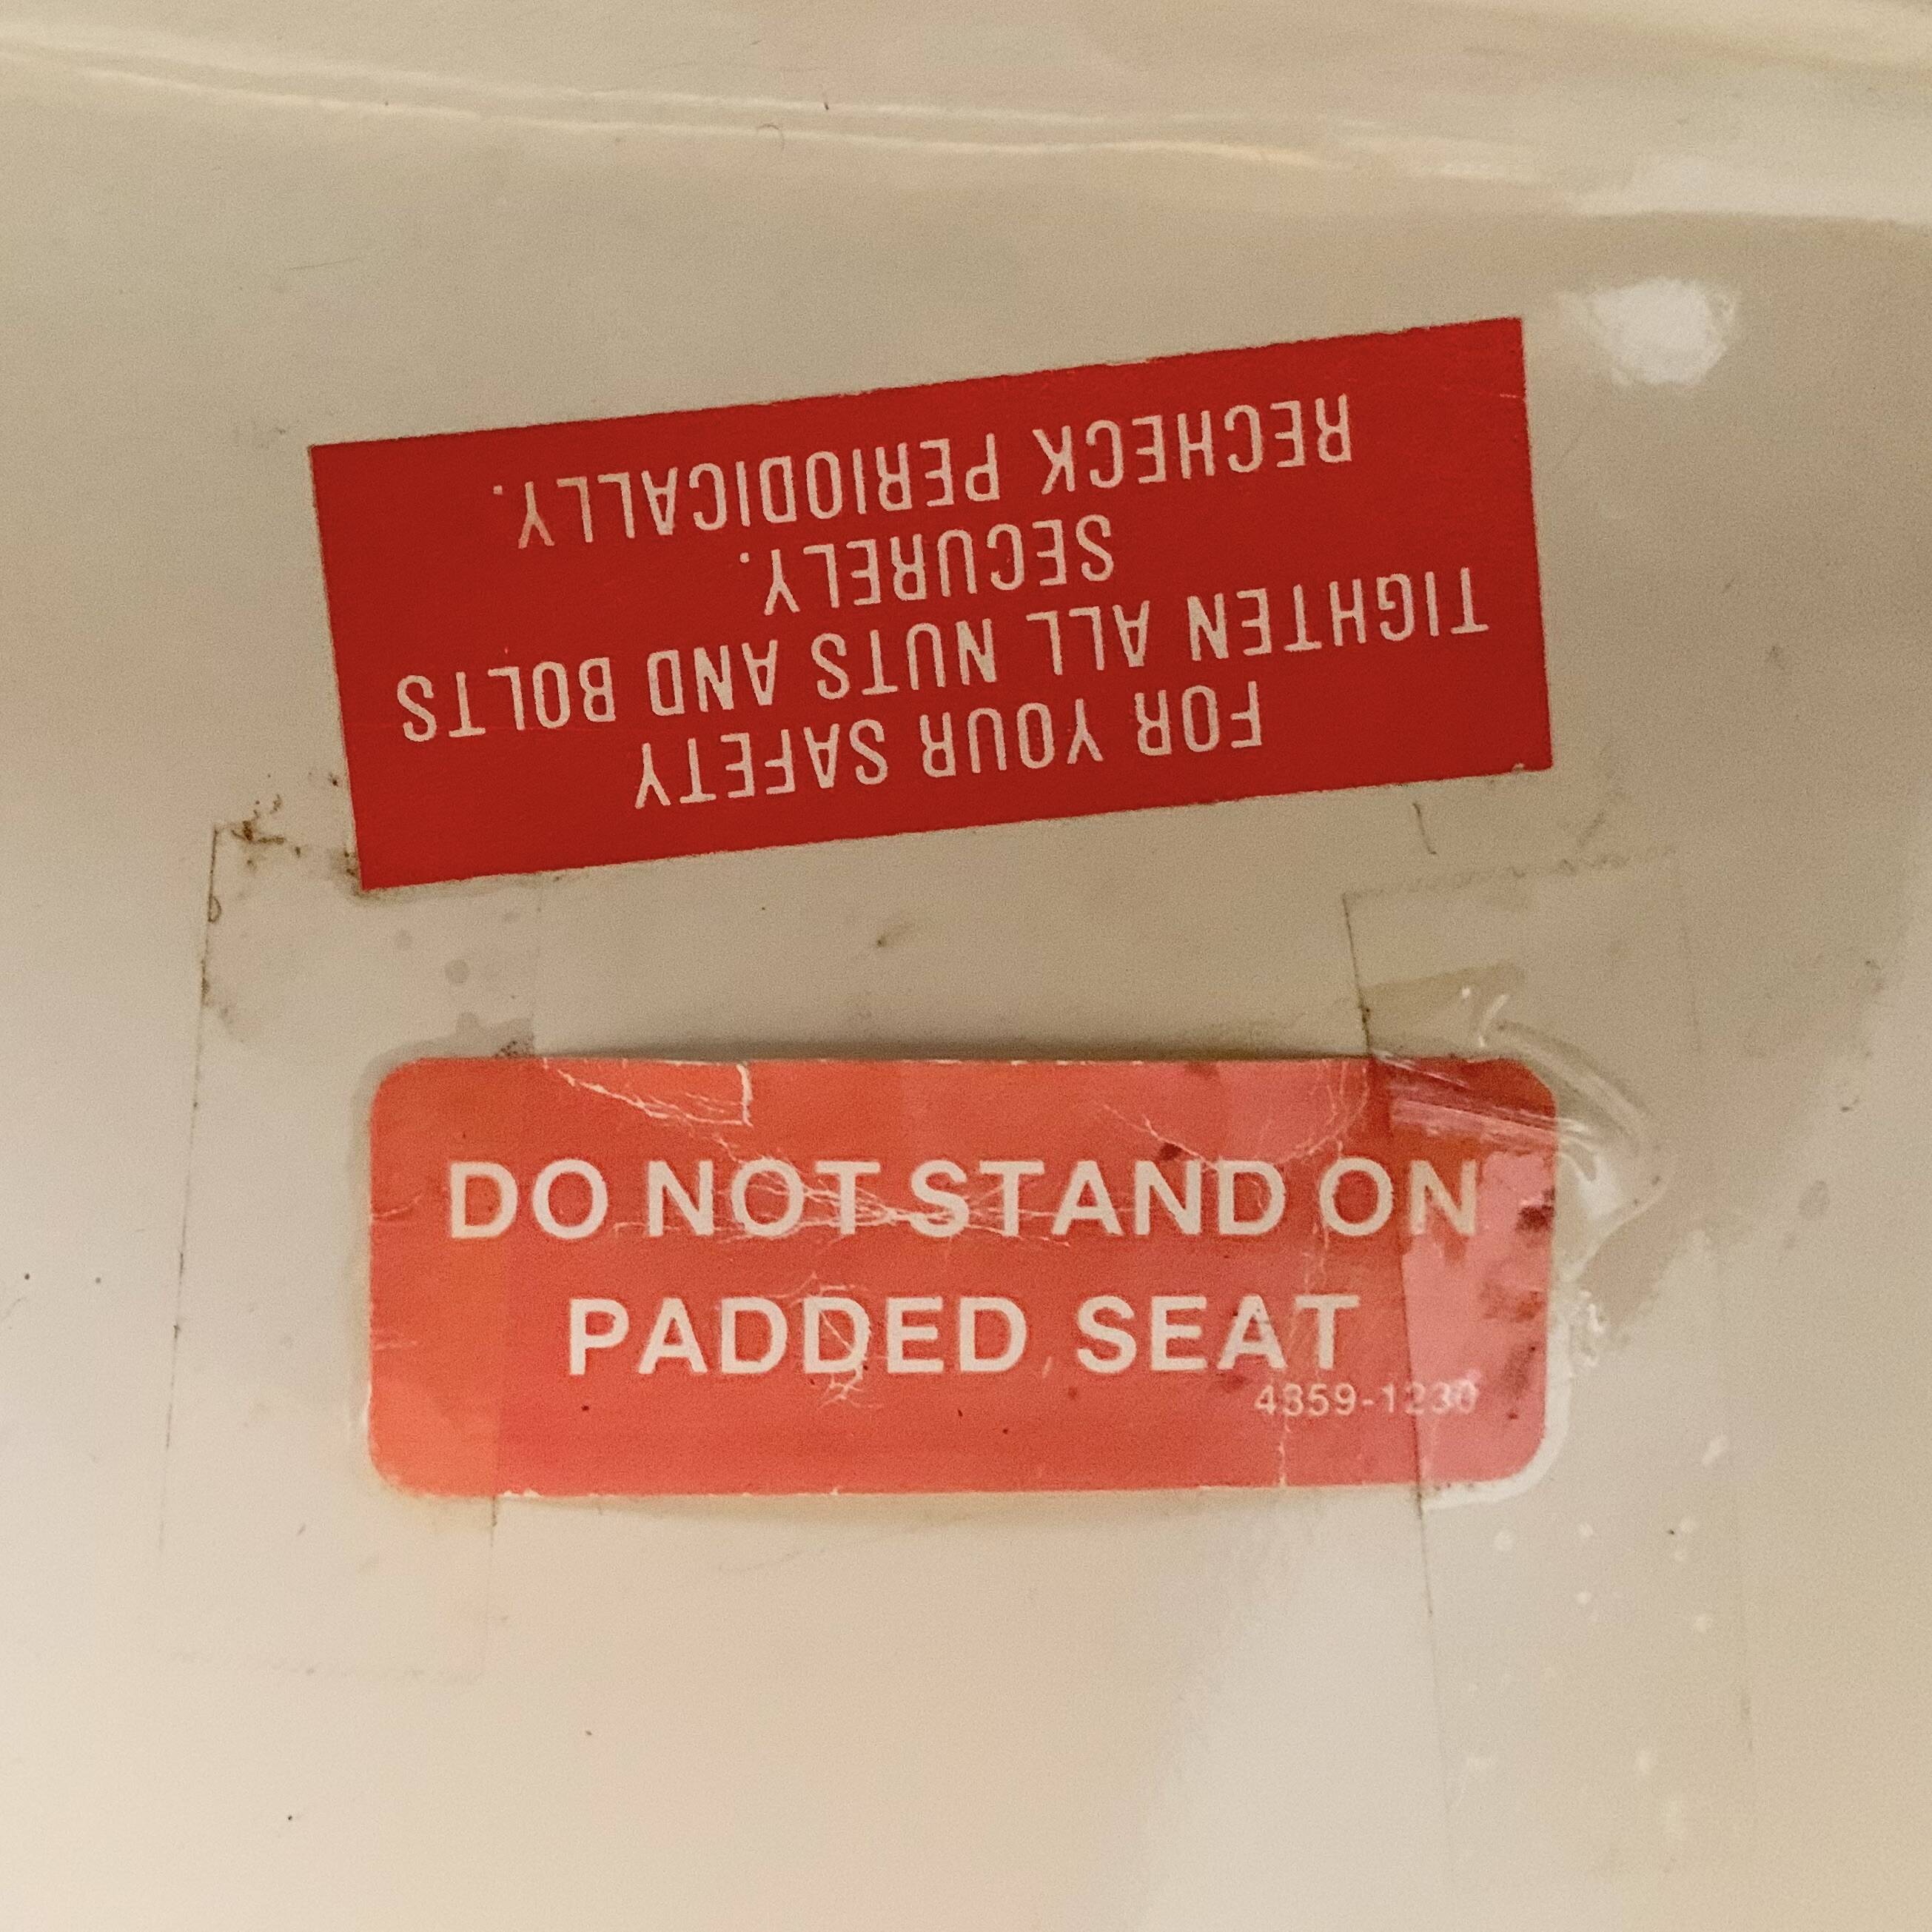 FOR YOUR SAFETY
TIGHTEN ALL NUTS AND BOLTS
SECURELY.
RECHECK PERIODICALLY.
DO NOT STAND ON
PADDED SEAT
4359-1230